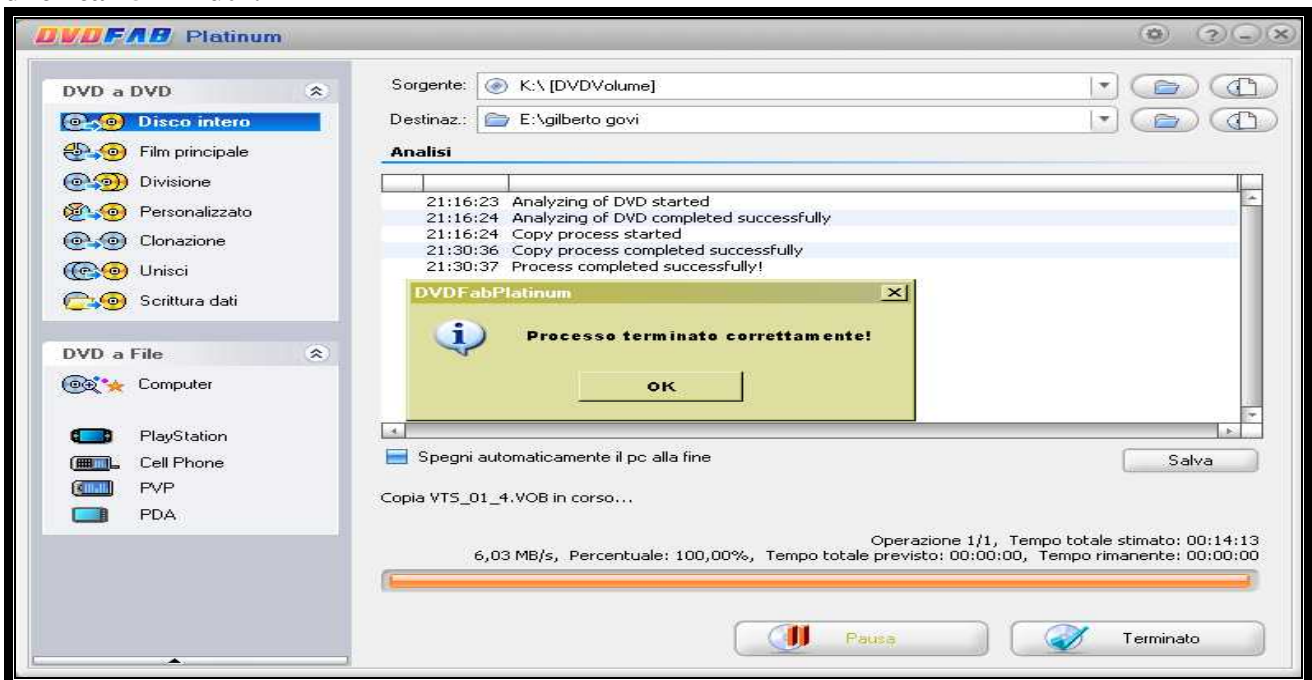 DVDFAB Platinum
DVD a DVD
Disco intero
Film principale
Divisione
Personalizzato
Clonazione
Unisci
Scrittura dati
DVD a File
Computer
PlayStation
Cell Phone
PVP
PDA
Sorgente: K:\ [DVDVolume]
Destinaz.: E:\gilberto govi
Analisi
21:16:23 Analyzing of DVD started
21:16:24 Analyzing of DVD completed successfully
21:16:24 Copy process started
21:30:36 Copy process completed successfully
21:30:37 Process completed successfully!
DVDFabPlatinum
Processo terminato correttamente!
OK
Spegni automaticamente il pc alla fine
Salva
Copia VTS_01_4.VOB in corso...
Operazione 1/1, Tempo totale stimato: 00:14:13
6,03 MB/s, Percentuale: 100,00%, Tempo totale previsto: 00:00:00, Tempo rimanente: 00:00:00
Pausa
Terminato